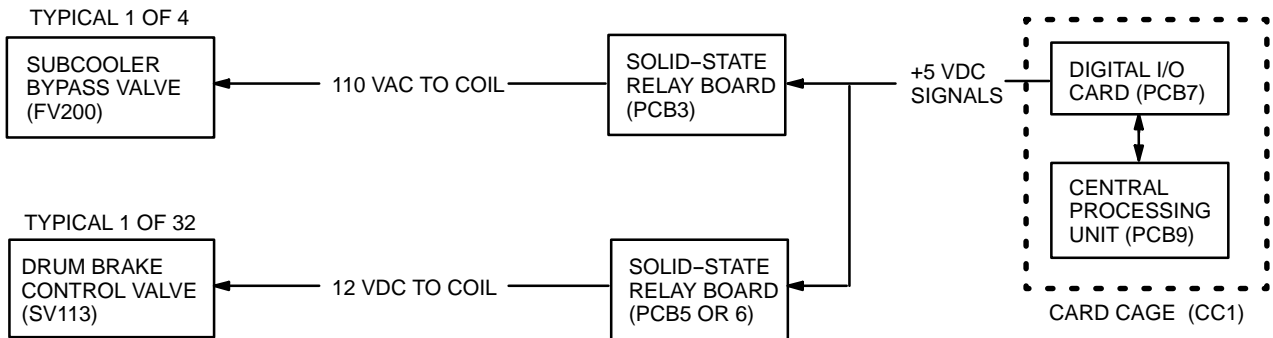 TYPICAL 1 OF 4
SUBCOOLER
BYPASS VALVE
(FV200)
110 VAC TO COIL
SOLID-STATE
RELAY BOARD
(PCB3)
+5 VDC
SIGNALS
DIGITAL I/O
CARD (PCB7)
CENTRAL
PROCESSING
UNIT (PCB9)
CARD CAGE (CC1)
TYPICAL 1 OF 32
DRUM BRAKE
CONTROL VALVE
(SV113)
12 VDC TO COIL
SOLID-STATE
RELAY BOARD
(PCB5 OR 6)